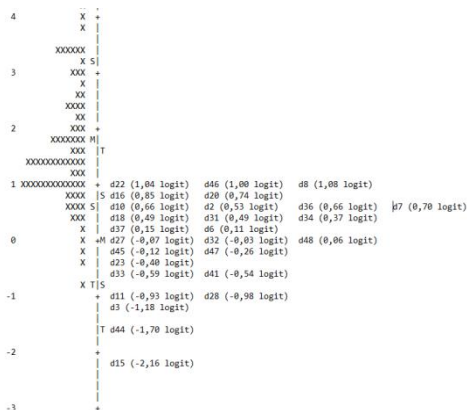 X .
4 X +
X |
|
XXXXXX |
X S|
3 XXX +
X |
XX |
XXXX |
XX |
2 XXX +
XXXXXXX M|
XXX |T
XXXXXXXXXXXX |
XXX |
1 XXXXXXXXXXXXX + d22 (1,04 logit) d46 (1,00 logit) d8 (1,08 logit)
XXXX |S d16 (0,85 logit) d20 (0,74 logit)
XXXX S| d10 (0,66 logit) d2 (0,53 logit) d36 (0,66 logit) d7 (0,70 logit)
XXX | d18 (0,49 logit) d31 (0,49 logit) d34 (0,37 logit)
X | d37 (0,15 logit) d6 (0,11 logit)
0 X +M d27 (-0,07 logit) d32 (-0,03 logit) d48 (0,06 logit)
X | d45 (-0,12 logit) d47 (-0,26 logit)
X | d23 (-0,40 logit)
| d33 (-0,59 logit) d41 (-0,54 logit)
X T|S
-1 + d11 (-0,93 logit) d28 (-0,98 logit)
| d3 (-1,18 logit)
|
|T d44 (-1,70 logit)
|
-2 +
| d15 (-2,16 logit)
|
|
|
-3 +